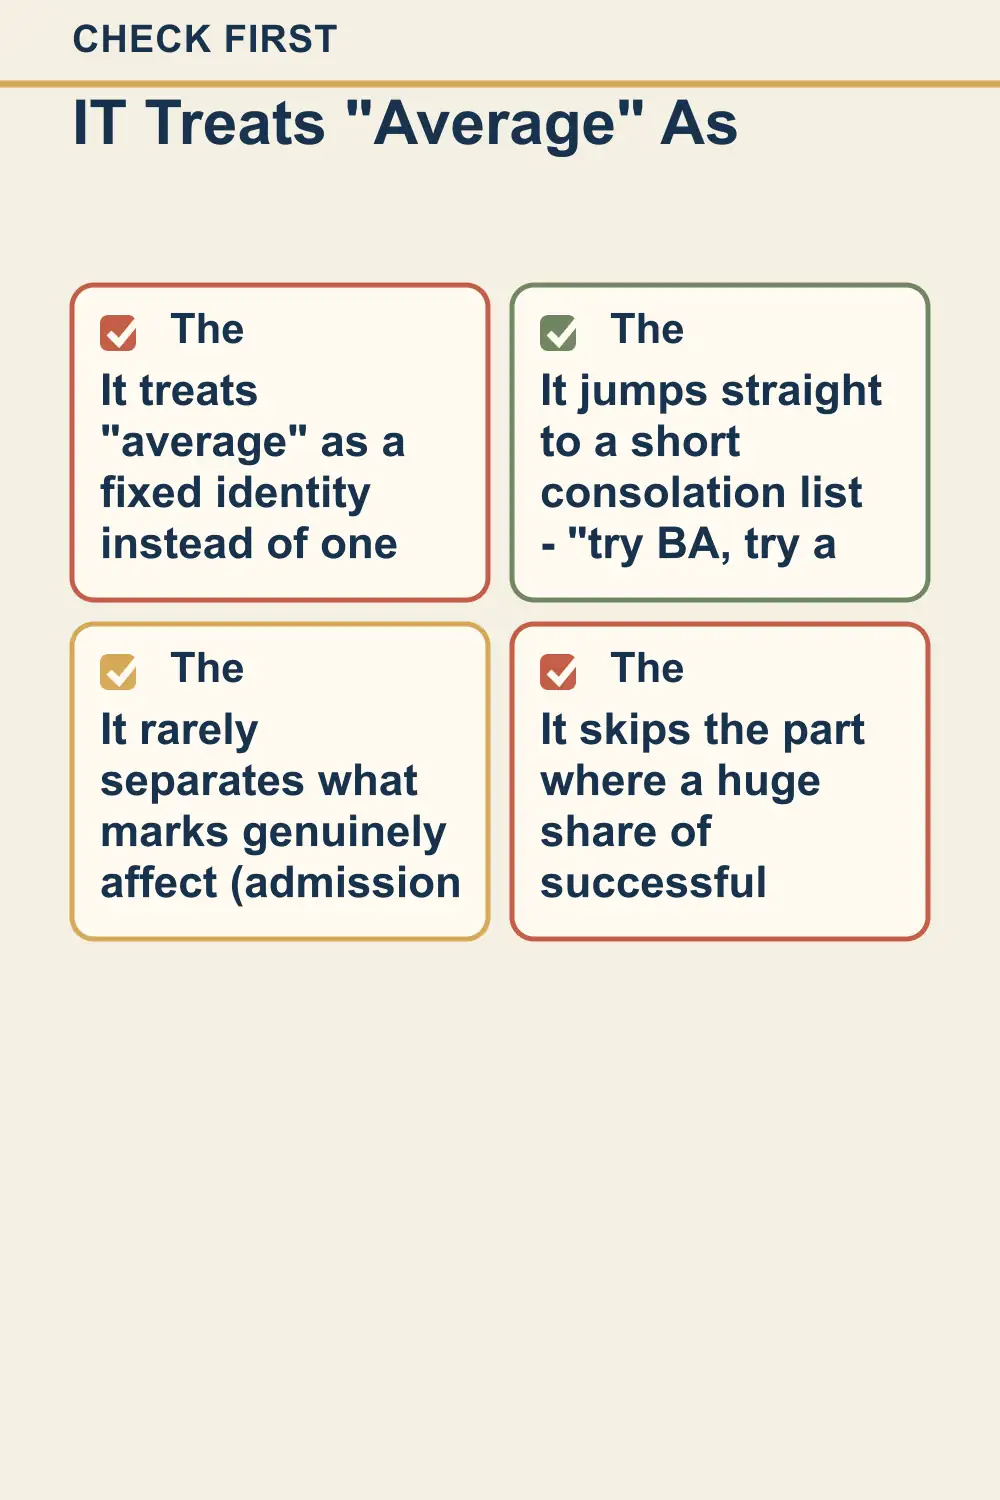 CHECK FIRST
IT Treats "Average" As
The
It treats
"average" as a
fixed identity
instead of one
The
It jumps straight
to a short
consolation list
- "try BA, try a
The
It rarely
separates what
marks genuinely
affect (admission
The
It skips the part
where a huge
share of
successful